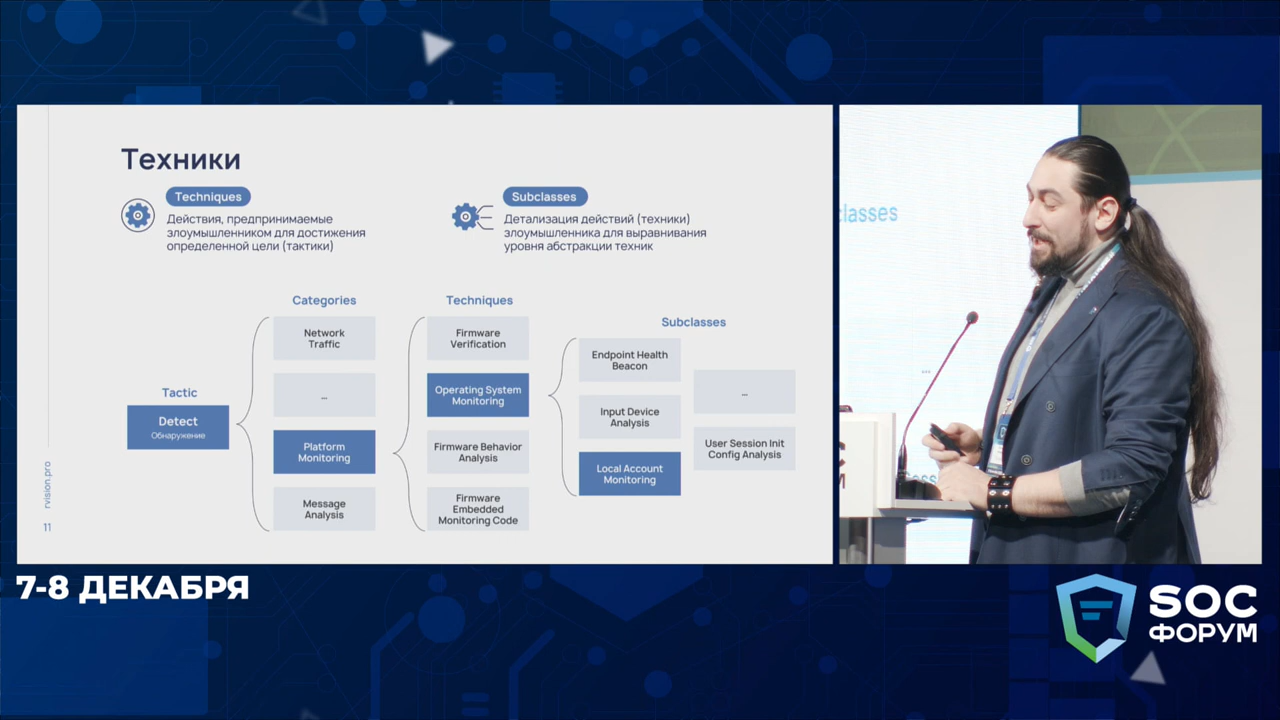 Техники
Techniques
Действия, предпринимаемые
злоумышленником для достижения
определенной цели (тактики)
Subclasses
Детализация действий (техники)
злоумышленника для выравнивания
уровня абстракции техник
Categories
Techniques
Subclasses
Tactic
Detect
Обнаружение
Network
Traffic
...
Platform
Monitoring
Message
Analysis
Firmware
Verification
Operating System
Monitoring
Firmware Behavior
Analysis
Firmware
Embedded
Monitoring Code
Endpoint Health
Beacon
Input Device
Analysis
Local Account
Monitoring
...
User Session Init
Config Analysis
rvision.pro
11
classes
...
7-8 ДЕКАБРЯ
SOC
ФОРУМ